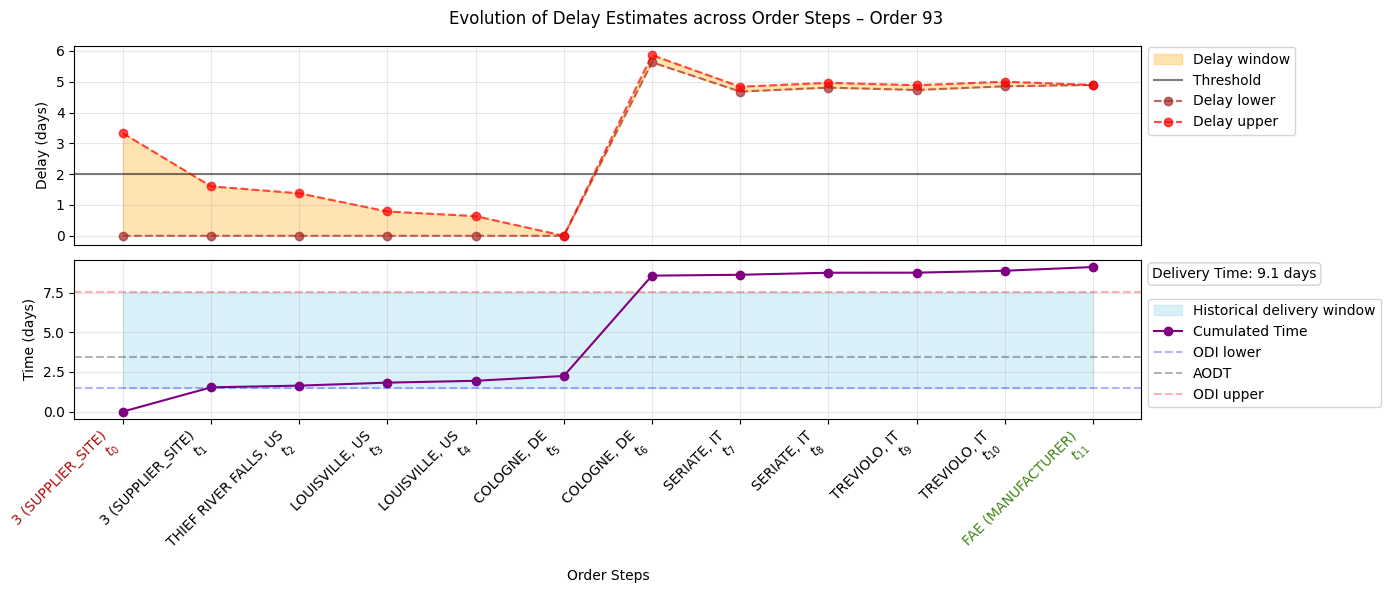 Evolution of Delay Estimates across Order Steps – Order 93
Delay (days)
6
5
4
3
2
1
0
Delay window
Threshold
Delay lower
Delay upper
Time (days)
7.5
5.0
2.5
0.0
Delivery Time: 9.1 days
Historical delivery window
Cumulated Time
ODI lower
AODT
ODI upper
3 (SUPPLIER_SITE)
t0
3 (SUPPLIER_SITE)
t1
THIEF RIVER FALLS, US
t2
LOUISVILLE, US
t3
LOUISVILLE, US
t4
COLOGNE, DE
t5
COLOGNE, DE
t6
SERIATE, IT
t7
SERIATE, IT
t8
TREVIOLO, IT
t9
TREVIOLO, IT
t10
FAE (MANUFACTURER)
t11
Order Steps